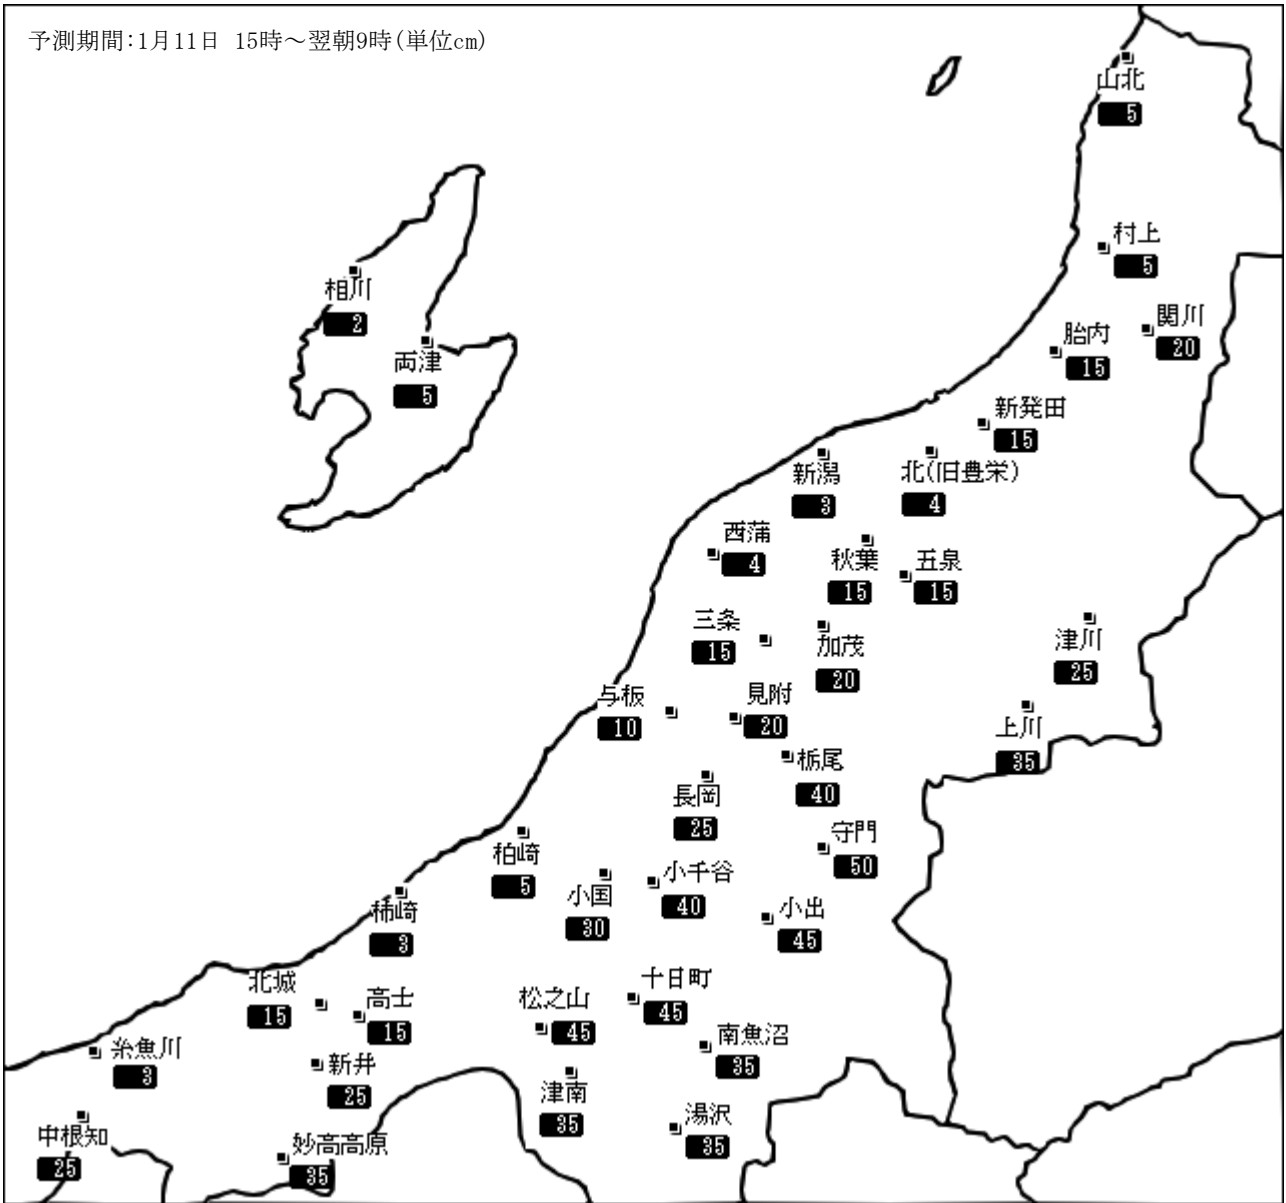 予測期間:1月11日 15時～翌朝9時(単位cm)
山北
5
村上
5
相川
2
関川
20
胎内
15
両津
5
新発田
15
新潟
3
北(旧豊栄)
4
西蒲
4
秋葉
15
五泉
15
三条
15
加茂
20
津川
25
与板
10
見附
20
上川
35
栃尾
40
長岡
25
守門
50
柏崎
5
小国
30
小千谷
40
小出
45
柿崎
3
北城
15
高士
15
松之山
45
十日町
45
南魚沼
35
糸魚川
3
新井
25
津南
35
湯沢
35
中根知
25
妙高高原
35